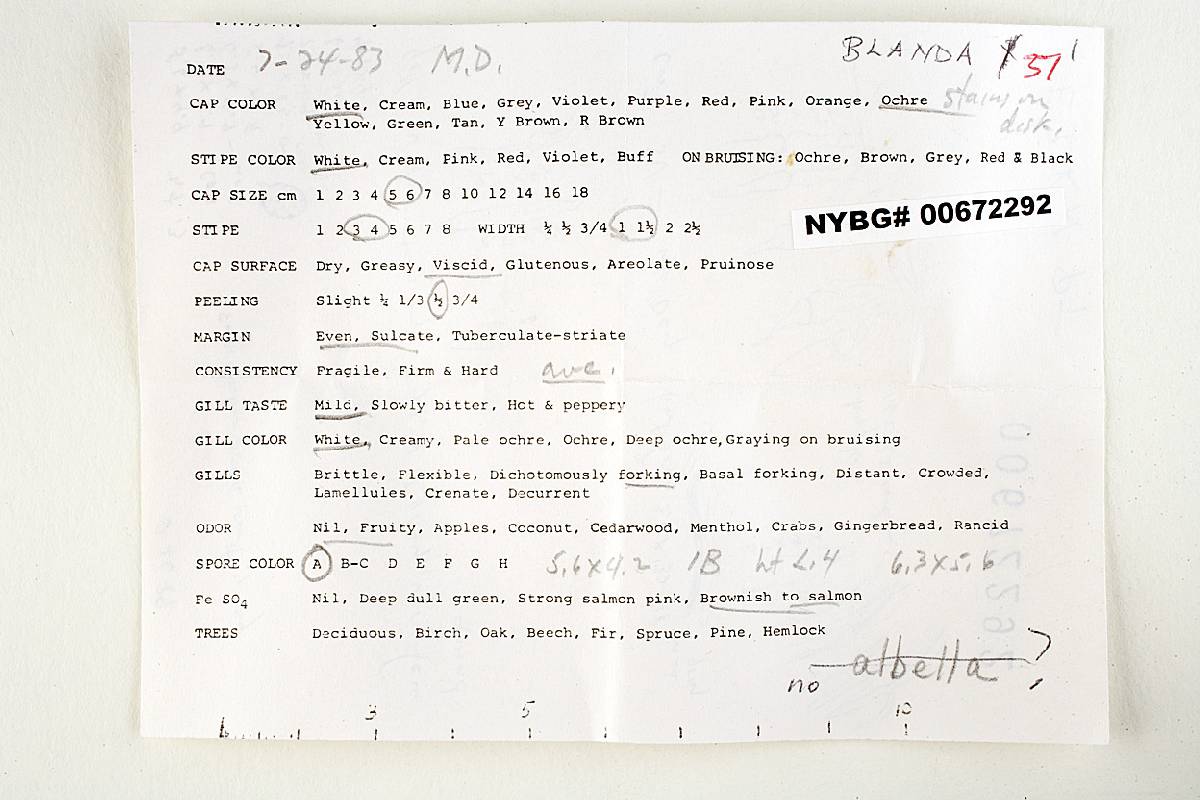 BLANDA 51
DATE 7-24-83 M.D.
CAP COLOR White, Cream, Blue, Grey, Violet, Purple, Red, Pink, Orange, Ochre stains on
Yellow, Green, Tan, Y Brown, R Brown disk,
STIPE COLOR White, Cream, Pink, Red, Violet, Buff ON BRUISING: Ochre, Brown, Grey, Red & Black
CAP SIZE cm 1 2 3 4 5 6 7 8 10 12 14 16 18
NYBG# 00672292
STIPE 1 2 3 4 5 6 7 8 WIDTH ¼ ½ 3/4 1 1½ 2 2½
CAP SURFACE Dry, Greasy, Viscid, Glutenous, Areolate, Pruinose
PEELING Slight ¼ 1/3 ½ 3/4
MARGIN Even, Sulcate, Tuberculate-striate
CONSISTENCY Fragile, Firm & Hard ave.
GILL TASTE Mild, Slowly bitter, Hot & peppery
GILL COLOR White, Creamy, Pale ochre, Ochre, Deep ochre,Graying on bruising
GILLS Brittle, Flexible, Dichotomously forking, Basal forking, Distant, Crowded,
Lamellules, Crenate, Decurrent
ODOR Nil, Fruity, Apples, Coconut, Cedarwood, Menthol, Crabs, Gingerbread, Rancid
SPORE COLOR A B-C D E F G H 5,6X4.2 1B ht <.4 6.3X5,6
Fe SO4 Nil, Deep dull green, Strong salmon pink, Brownish to salmon
TREES Deciduous, Birch, Oak, Beech, Fir, Spruce, Pine, Hemlock
albella ?
no
3 5 10